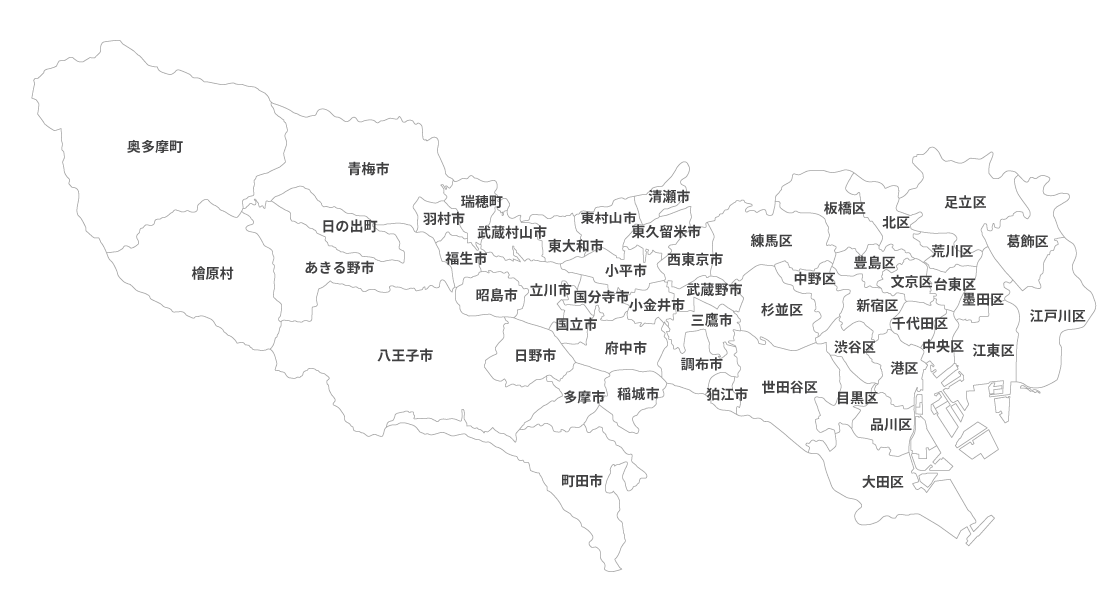 奥多摩町
青梅市
檜原村
日の出町
あきる野市
瑞穂町
羽村市
福生市
武蔵村山市
東大和市
東村山市
清瀬市
東久留米市
西東京市
小平市
昭島市
立川市
国分寺市
小金井市
武蔵野市
三鷹市
国立市
府中市
調布市
狛江市
八王子市
日野市
多摩市
稲城市
町田市
練馬区
板橋区
北区
足立区
葛飾区
荒川区
豊島区
文京区
台東区
墨田区
中野区
杉並区
新宿区
千代田区
江戸川区
渋谷区
中央区
江東区
港区
世田谷区
目黒区
品川区
大田区